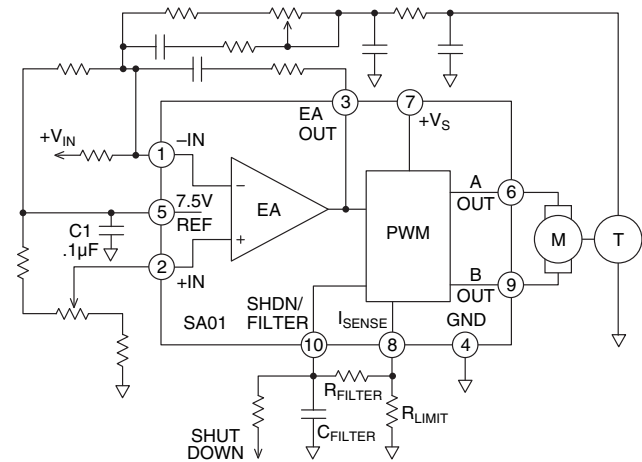 3
7
EA
OUT
+VS
+VIN
1
–IN
A
OUT
6
7.5V
REF
5
EA
PWM
M
T
C1
.1µF
2
+IN
B
OUT
9
SHDN/
FILTER
ISENSE
GND
SA01
10
8
4
RFILTER
CFILTER
RLIMIT
SHUT
DOWN
–
+